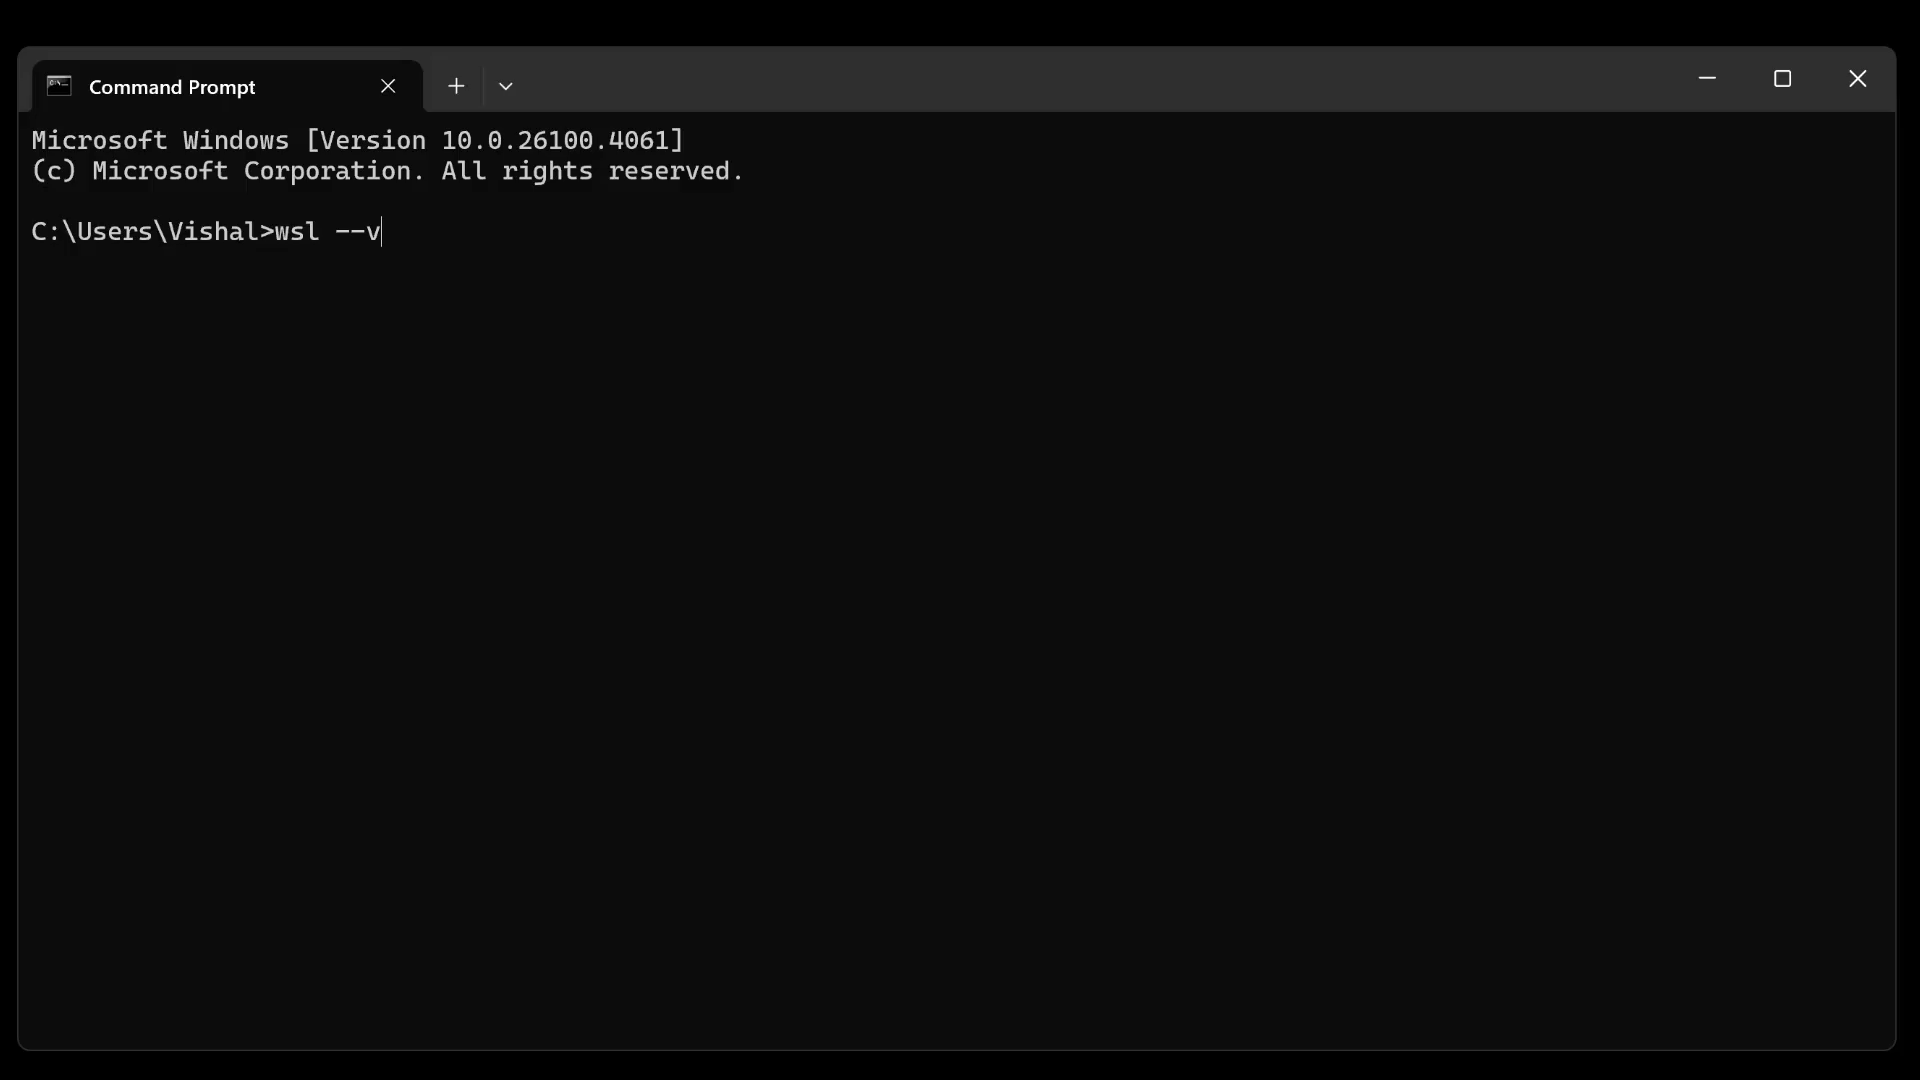 Command Prompt
Microsoft Windows [Version 10.0.26100.4061]
(c) Microsoft Corporation. All rights reserved.
C:\Users\Vishal>wsl --v